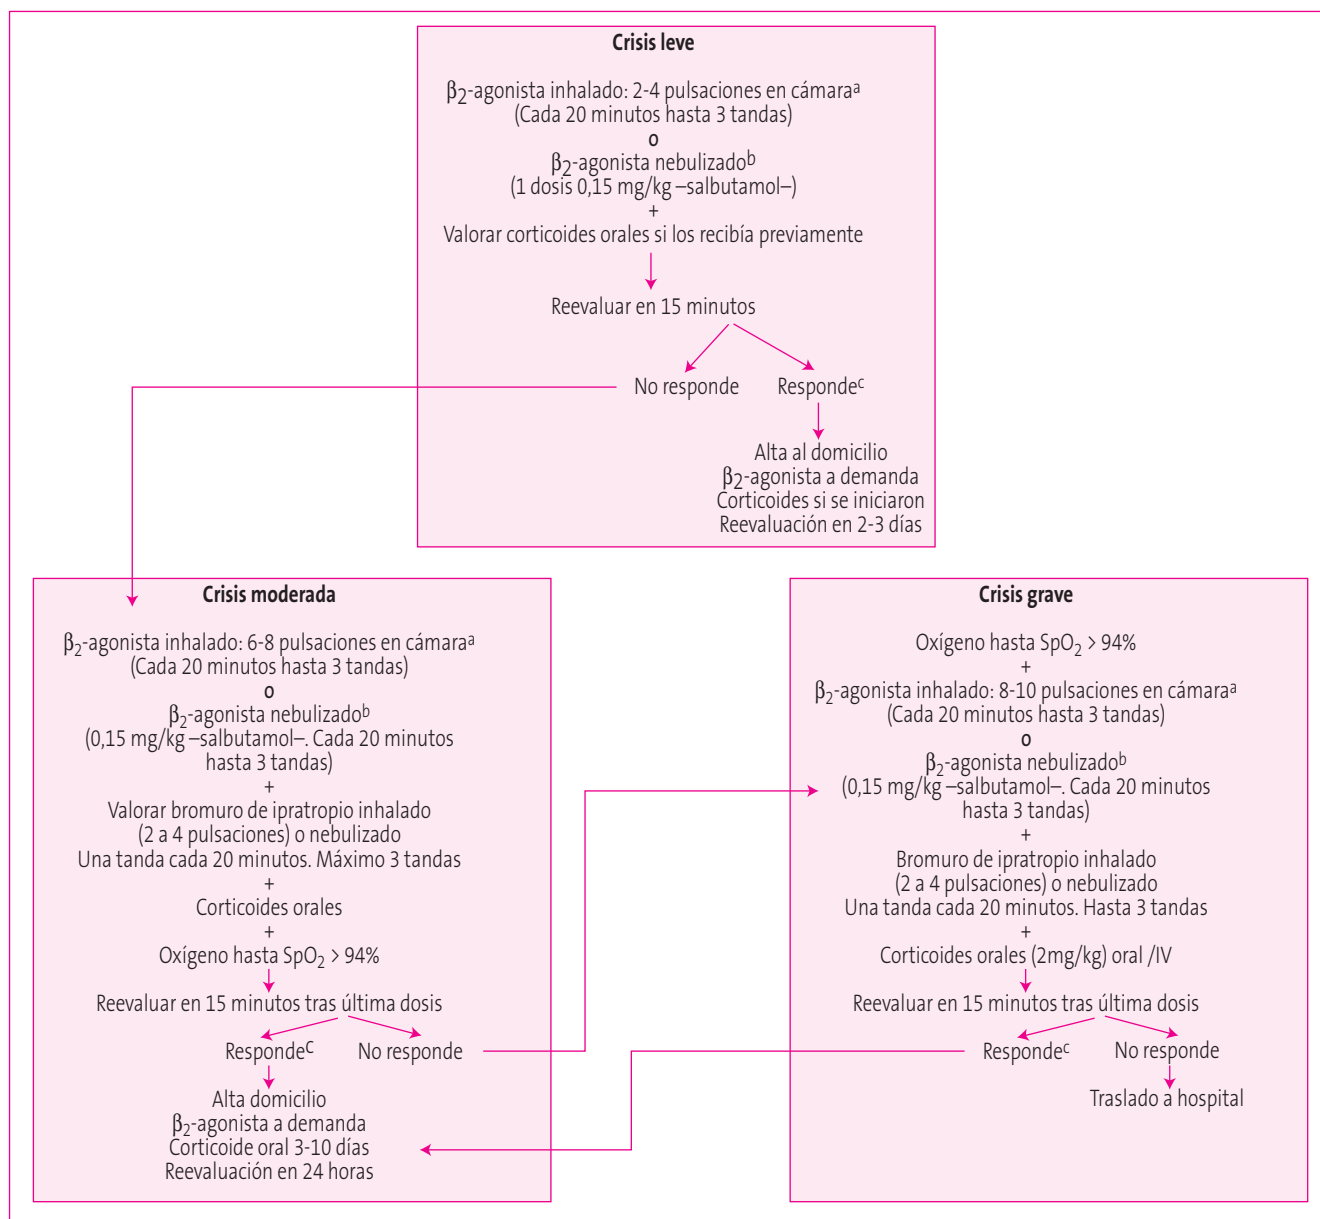 Crisis leve
β2-agonista inhalado: 2-4 pulsaciones en cámaraa
(Cada 20 minutos hasta 3 tandas)
o
β2-agonista nebulizadob
(1 dosis 0,15 mg/kg –salbutamol–)
+
Valorar corticoides orales si los recibía previamente
Reevaluar en 15 minutos
No responde
Respondec
Alta al domicilio
β2-agonista a demanda
Corticoides si se iniciaron
Reevaluación en 2-3 días
Crisis moderada
β2-agonista inhalado: 6-8 pulsaciones en cámaraa
(Cada 20 minutos hasta 3 tandas)
o
β2-agonista nebulizadob
(0,15 mg/kg –salbutamol–. Cada 20 minutos
hasta 3 tandas)
+
Valorar bromuro de ipratropio inhalado
(2 a 4 pulsaciones) o nebulizado
Una tanda cada 20 minutos. Máximo 3 tandas
+
Corticoides orales
+
Oxígeno hasta SpO2 > 94%
Reevaluar en 15 minutos tras última dosis
Respondec
No responde
Alta domicilio
β2-agonista a demanda
Corticoide oral 3-10 días
Reevaluación en 24 horas
Crisis grave
Oxígeno hasta SpO2 > 94%
+
β2-agonista inhalado: 8-10 pulsaciones en cámaraa
(Cada 20 minutos hasta 3 tandas)
o
β2-agonista nebulizadob
(0,15 mg/kg –salbutamol–. Cada 20 minutos
hasta 3 tandas)
+
Bromuro de ipratropio inhalado
(2 a 4 pulsaciones) o nebulizado
Una tanda cada 20 minutos. Hasta 3 tandas
+
Corticoides orales (2mg/kg) oral /IV
Reevaluar en 15 minutos tras última dosis
Respondec
No responde
Traslado a hospital